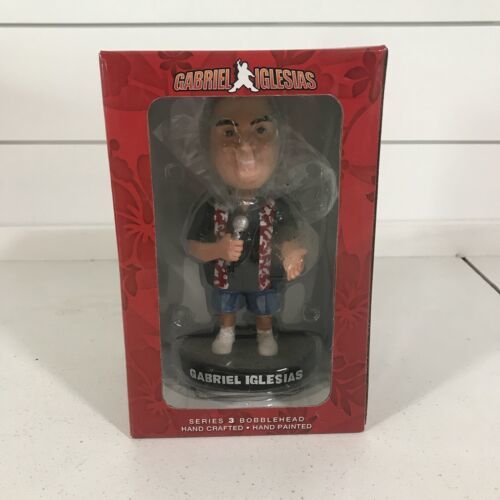 GABRIEL IGLESIAS
GABRIEL IGLESIAS
SERIES 3 BOBBLEHEAD
HAND CRAFTED • HAND PAINTED